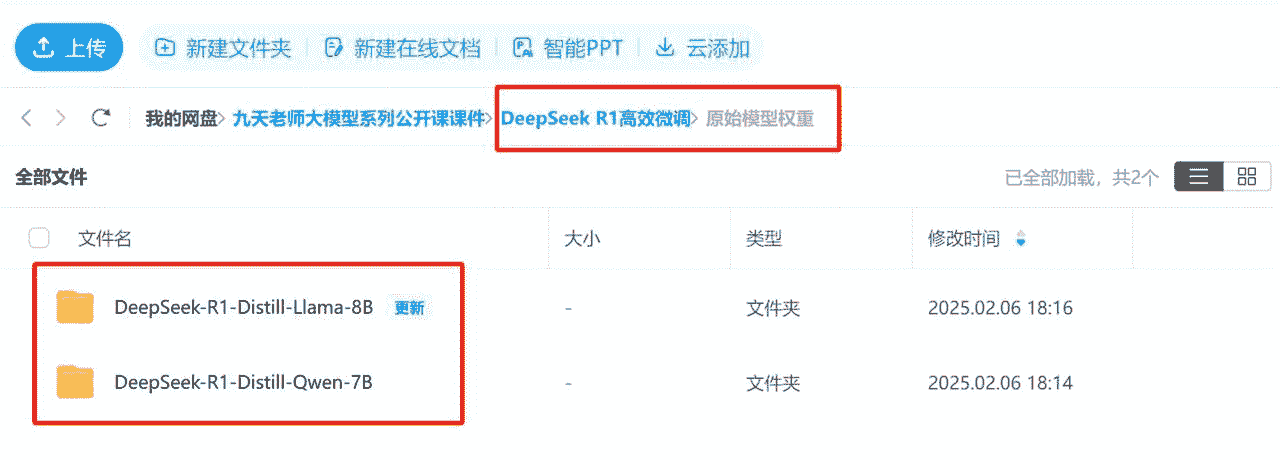 上传 新建文件夹 新建在线文档 智能PPT 云添加
我的网盘> 九天老师大模型系列公开课课件> DeepSeek R1高效微调> 原始模型权重
全部文件 已全部加载，共2个
文件名 大小 类型 修改时间
DeepSeek-R1-Distill-Llama-8B 更新 - 文件夹 2025.02.06 18:16
DeepSeek-R1-Distill-Qwen-7B - 文件夹 2025.02.06 18:14